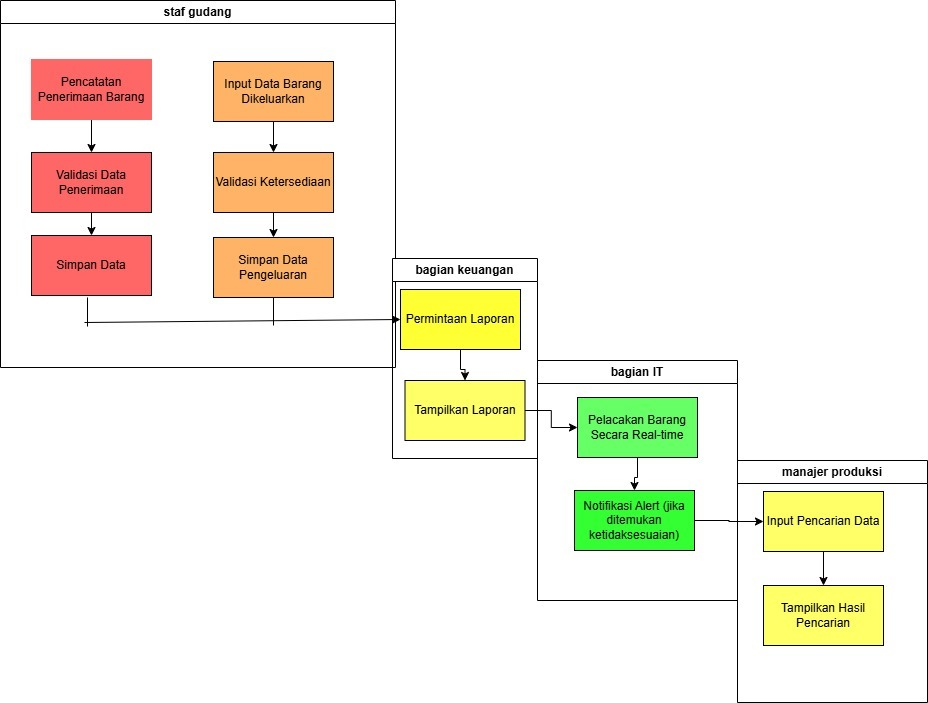 staf gudang
Pencatatan
Penerimaan Barang
Validasi Data
Penerimaan
Simpan Data
Input Data Barang
Dikeluarkan
Validasi Ketersediaan
Simpan Data
Pengeluaran
bagian keuangan
Permintaan Laporan
Tampilkan Laporan
bagian IT
Pelacakan Barang
Secara Real-time
Notifikasi Alert (jika
ditemukan
ketidaksesuaian)
manajer produksi
Input Pencarian Data
Tampilkan Hasil
Pencarian